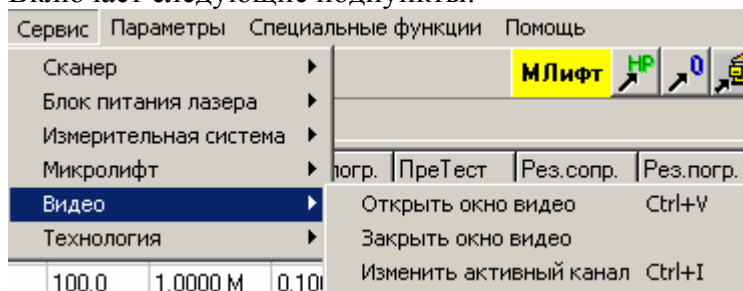 Включает следующие подпункты:
Сервис Параметры Специальные функции Помощь
Сканер МЛифт HP 0
Блок питания лазера
Измерительная система
Микролифт погр. ПреТест Рез.сопр. Рез.погр.
Видео Открыть окно видео Ctrl+V
Технология Закрыть окно видео
100.0 1.0000 М 0.10 Изменить активный канал Ctrl+I